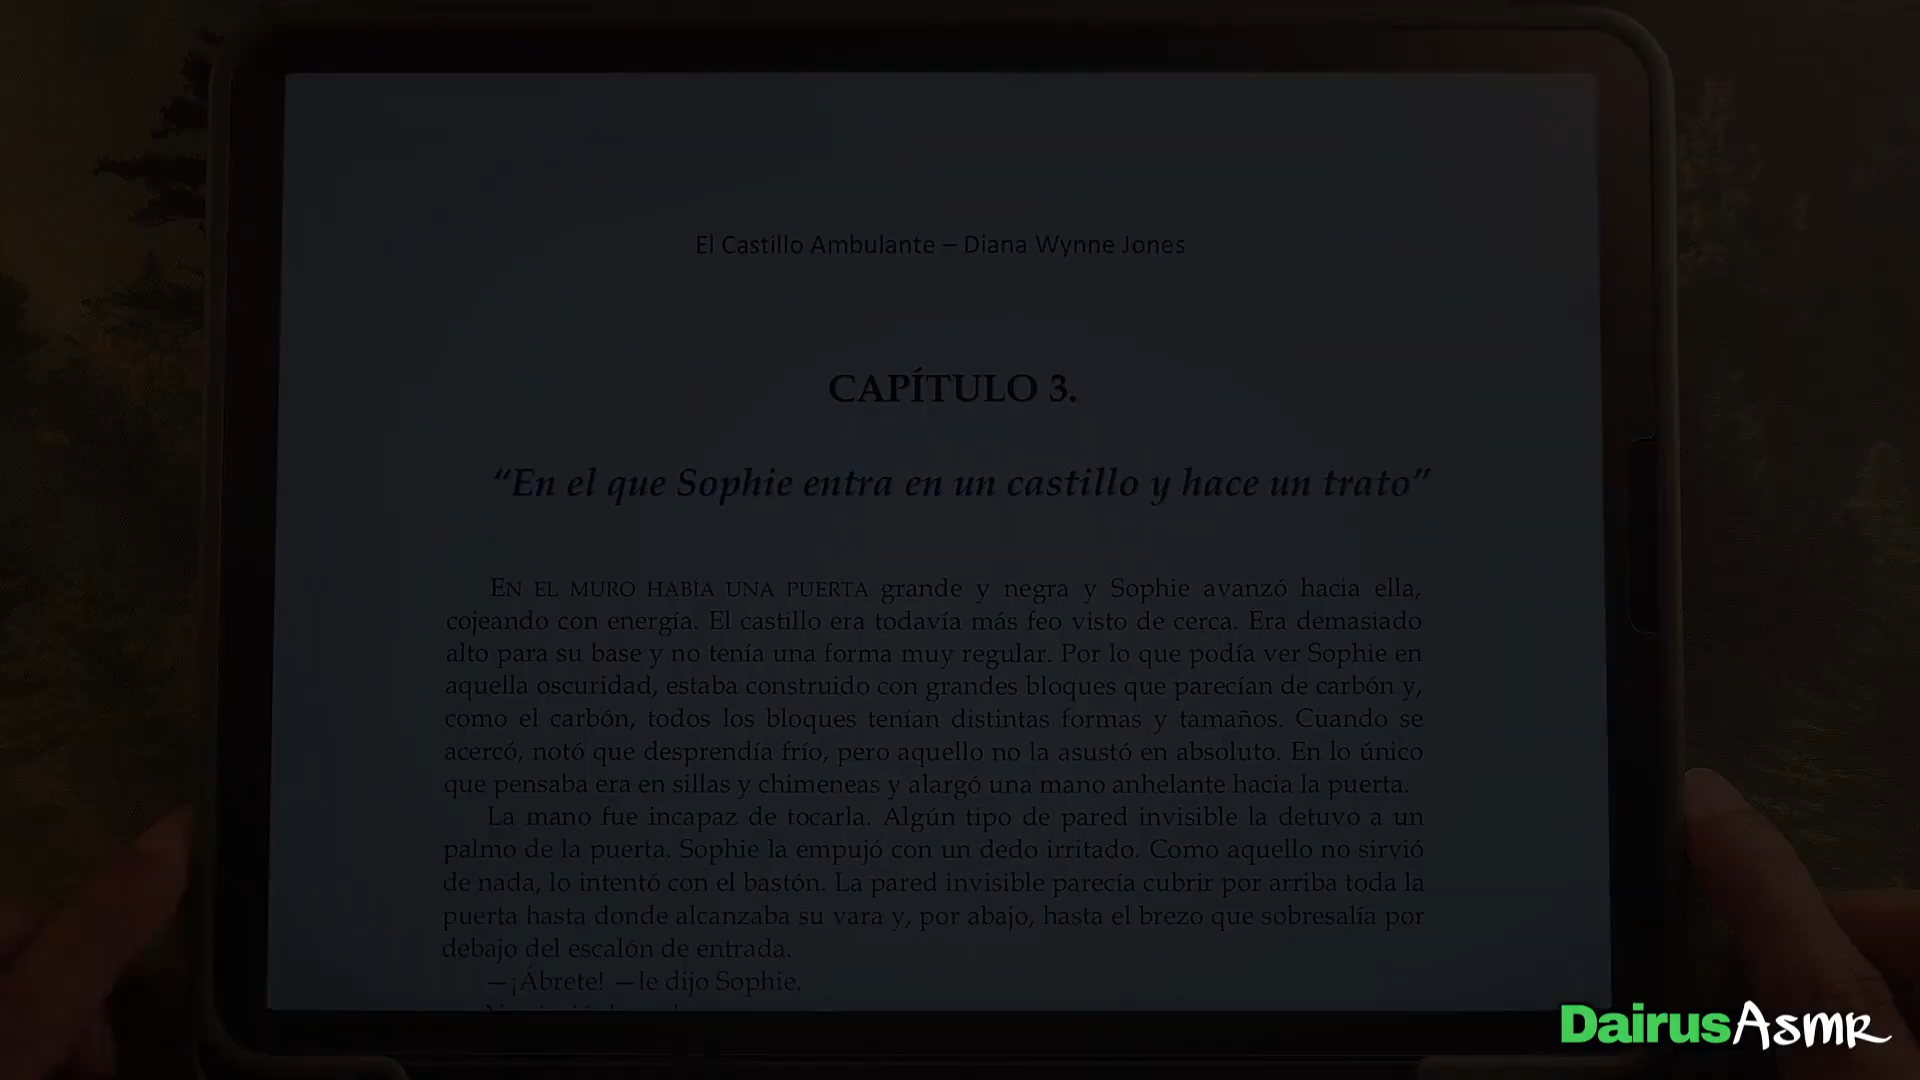 El Castillo Ambulante – Diana Wynne Jones
CAPÍTULO 3.
“En el que Sophie entra en un castillo y hace un trato”
EN EL MURO HABÍA UNA PUERTA grande y negra y Sophie avanzó hacia ella,
cojeando con energía. El castillo era todavía más feo visto de cerca. Era demasiado
alto para su base y no tenía una forma muy regular. Por lo que podía ver Sophie en
aquella oscuridad, estaba construido con grandes bloques que parecían de carbón y,
como el carbón, todos los bloques tenían distintas formas y tamaños. Cuando se
acercó, notó que desprendía frío, pero aquello no la asustó en absoluto. En lo único
que pensaba era en sillas y chimeneas y alargó una mano anhelante hacia la puerta.
La mano fue incapaz de tocarla. Algún tipo de pared invisible la detuvo a un
palmo de la puerta. Sophie la empujó con un dedo irritado. Como aquello no sirvió
de nada, lo intentó con el bastón. La pared invisible parecía cubrir por arriba toda la
puerta hasta donde alcanzaba su vara y, por abajo, hasta el brezo que sobresalía por
debajo del escalón de entrada.
—¡Ábrete! —le dijo Sophie.
DairusAsmr